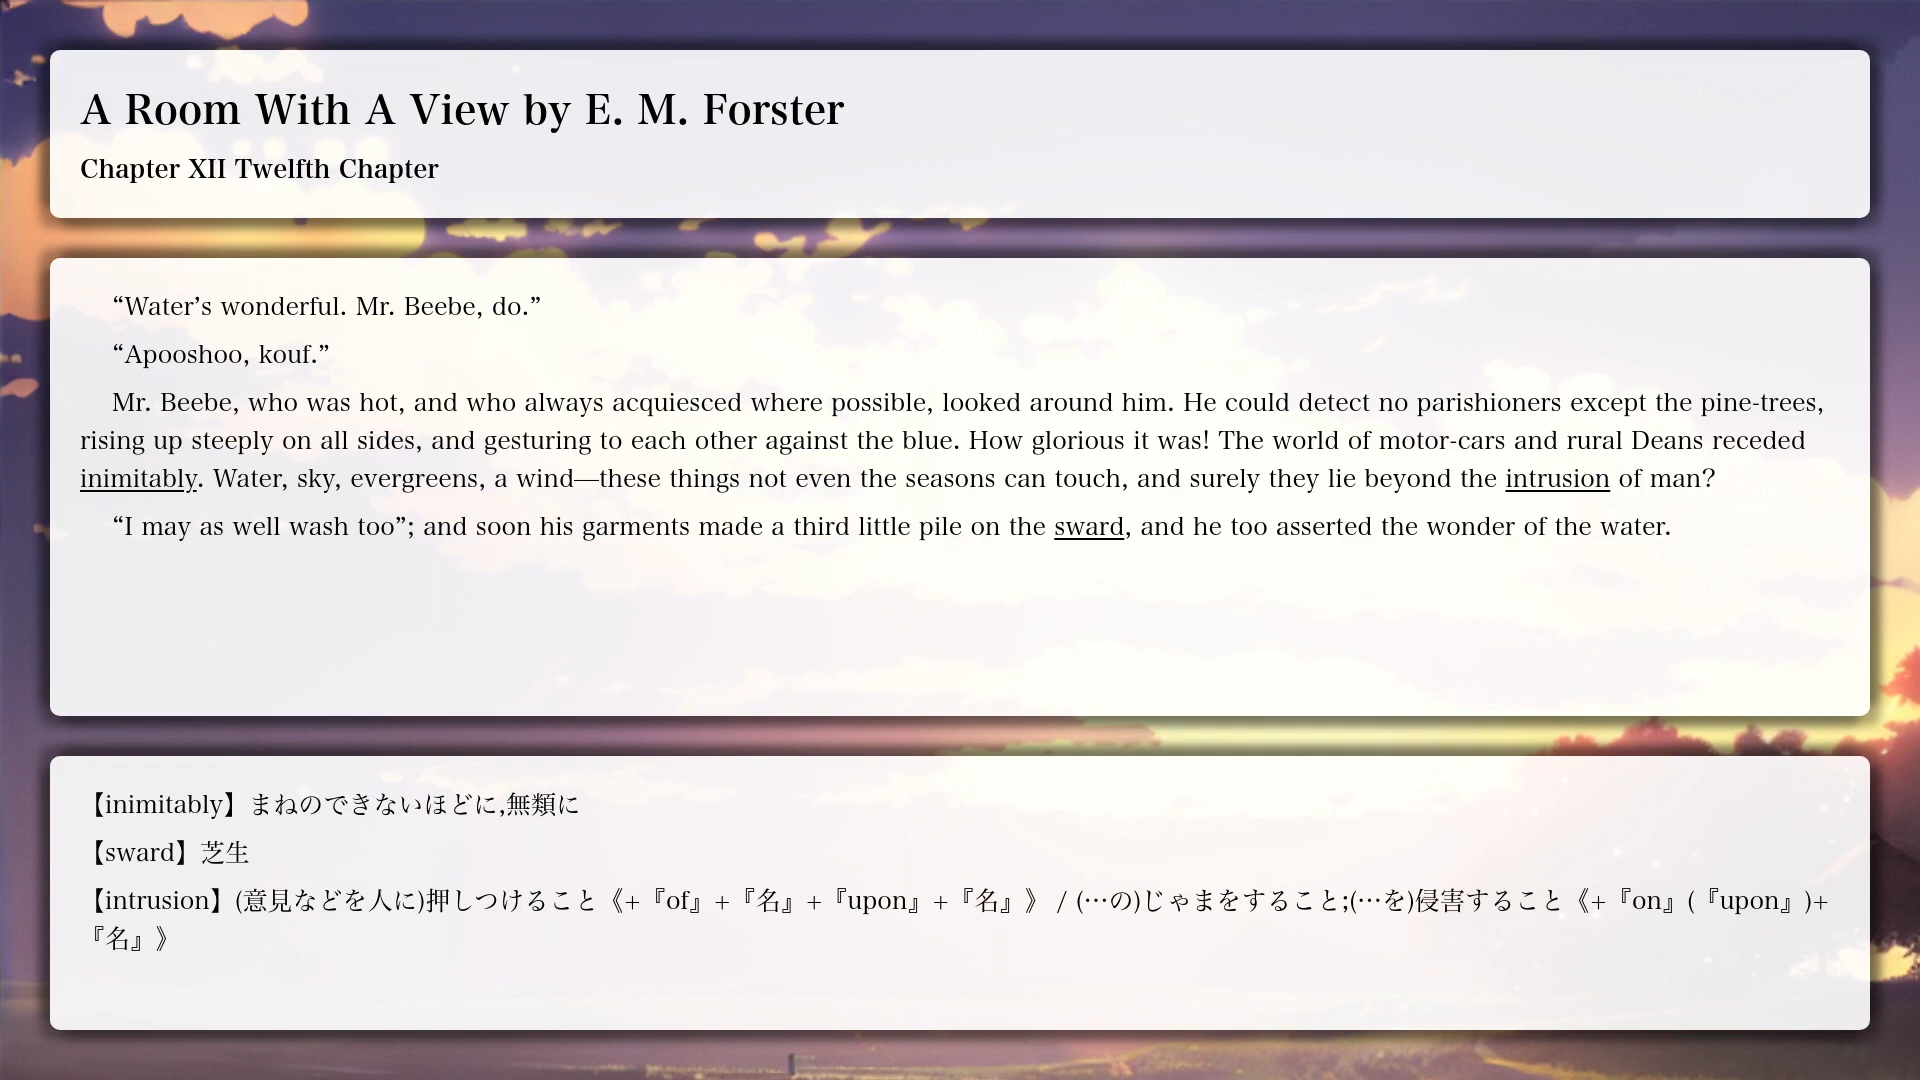 A Room With A View by E. M. Forster
Chapter XII Twelfth Chapter
“Water’s wonderful. Mr. Beebe, do.”
“Apooshoo, kouf.”
Mr. Beebe, who was hot, and who always acquiesced where possible, looked around him. He could detect no parishioners except the pine-trees,
rising up steeply on all sides, and gesturing to each other against the blue. How glorious it was! The world of motor-cars and rural Deans receded
inimitably. Water, sky, evergreens, a wind—these things not even the seasons can touch, and surely they lie beyond the intrusion of man?
“I may as well wash too”; and soon his garments made a third little pile on the sward, and he too asserted the wonder of the water.
【inimitably】まねのできないほどに,無類に
【sward】芝生
【intrusion】(意見などを人に)押しつけること《+『of』+『名』+『upon』+『名』》 / (…の)じゃまをすること;(…を)侵害すること《+『on』(『upon』)+
『名』》